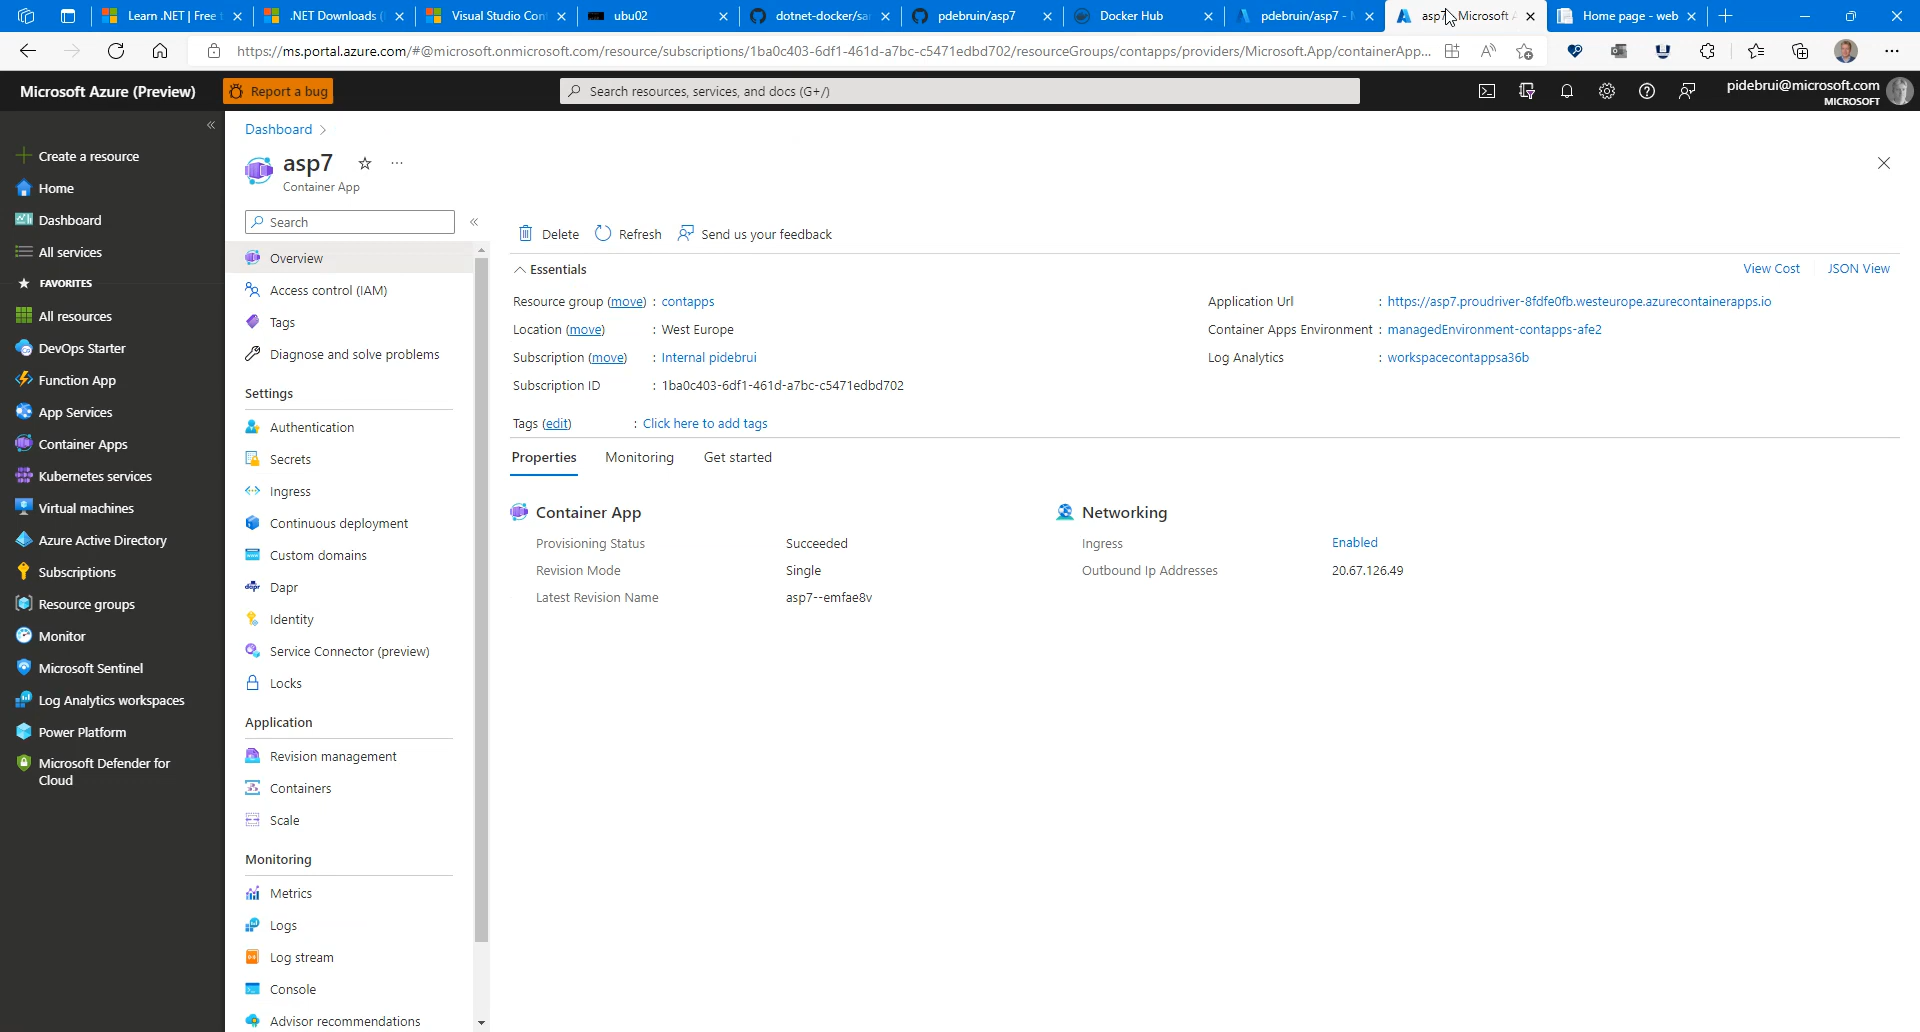 Learn .NET | Free
.NET Downloads (
Visual Studio Con
ubu02
dotnet-docker/sa
pdebruin/asp7
Docker Hub
pdebruin/asp7 -
asp7 Microsoft
Home page - web
https://ms.portal.azure.com/#@microsoft.onmicrosoft.com/resource/subscriptions/1ba0c403-6df1-461d-a7bc-c5471edbd702/resourceGroups/contapps/providers/Microsoft.App/containerApp...
Microsoft Azure (Preview)
Report a bug
Search resources, services, and docs (G+/)
pidebrui@microsoft.com
MICROSOFT
Create a resource
Home
Dashboard
All services
FAVORITES
All resources
DevOps Starter
Function App
App Services
Container Apps
Kubernetes services
Virtual machines
Azure Active Directory
Subscriptions
Resource groups
Monitor
Microsoft Sentinel
Log Analytics workspaces
Power Platform
Microsoft Defender for
Cloud
Dashboard
asp7
Container App
Search
Overview
Access control (IAM)
Tags
Diagnose and solve problems
Settings
Authentication
Secrets
Ingress
Continuous deployment
Custom domains
Dapr
Identity
Service Connector (preview)
Locks
Application
Revision management
Containers
Scale
Monitoring
Metrics
Logs
Log stream
Console
Advisor recommendations
Delete
Refresh
Send us your feedback
Essentials
View Cost
JSON View
Resource group (move) : contapps
Location (move) : West Europe
Subscription (move) : Internal pidebrui
Subscription ID : 1ba0c403-6df1-461d-a7bc-c5471edbd702
Application Url : https://asp7.proudriver-8fdfe0fb.westeurope.azurecontainerapps.io
Container Apps Environment : managedEnvironment-contapps-afe2
Log Analytics : workspacecontappsa36b
Tags (edit) : Click here to add tags
Properties
Monitoring
Get started
Container App
Provisioning Status Succeeded
Revision Mode Single
Latest Revision Name asp7--emfae8v
Networking
Ingress Enabled
Outbound Ip Addresses 20.67.126.49